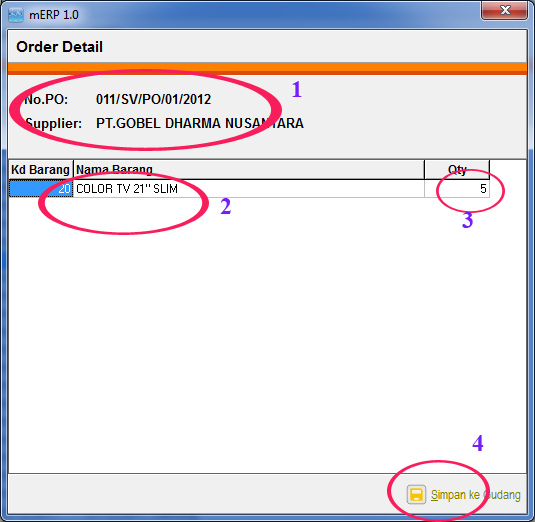 mERP 1.0
Order Detail
No.PO: 011/SV/PO/01/2012 1
Supplier: PT.GOBEL DHARMA NUSANTARA
Kd Barang Nama Barang Qty
20 COLOR TV 21" SLIM 5
2 3
4
Simpan ke Gudang